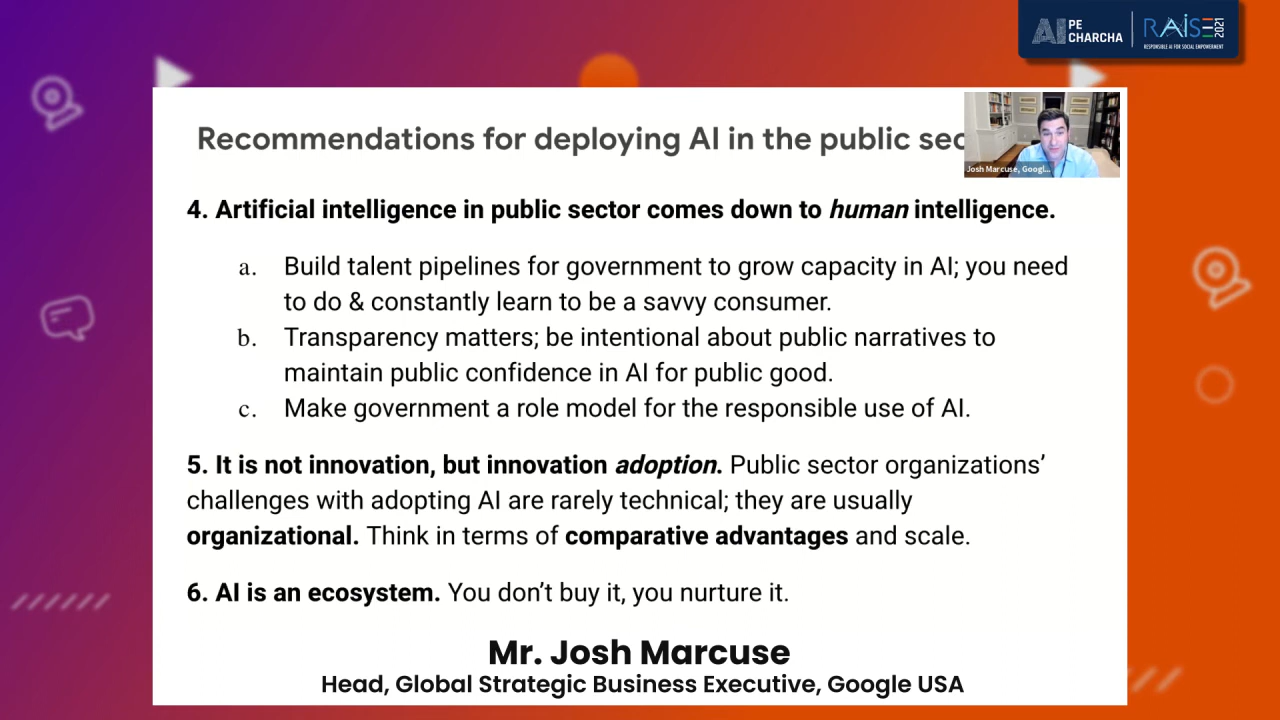 AI PE CHARCHA
RAISE 2021
RESPONSIBLE AI FOR SOCIAL EMPOWERMENT
Recommendations for deploying AI in the public sec
Josh Marcuse, Googl...
4. Artificial intelligence in public sector comes down to human intelligence.
a. Build talent pipelines for government to grow capacity in AI; you need
to do & constantly learn to be a savvy consumer.
b. Transparency matters; be intentional about public narratives to
maintain public confidence in AI for public good.
c. Make government a role model for the responsible use of AI.
5. It is not innovation, but innovation adoption. Public sector organizations’
challenges with adopting AI are rarely technical; they are usually
organizational. Think in terms of comparative advantages and scale.
6. AI is an ecosystem. You don’t buy it, you nurture it.
Mr. Josh Marcuse
Head, Global Strategic Business Executive, Google USA